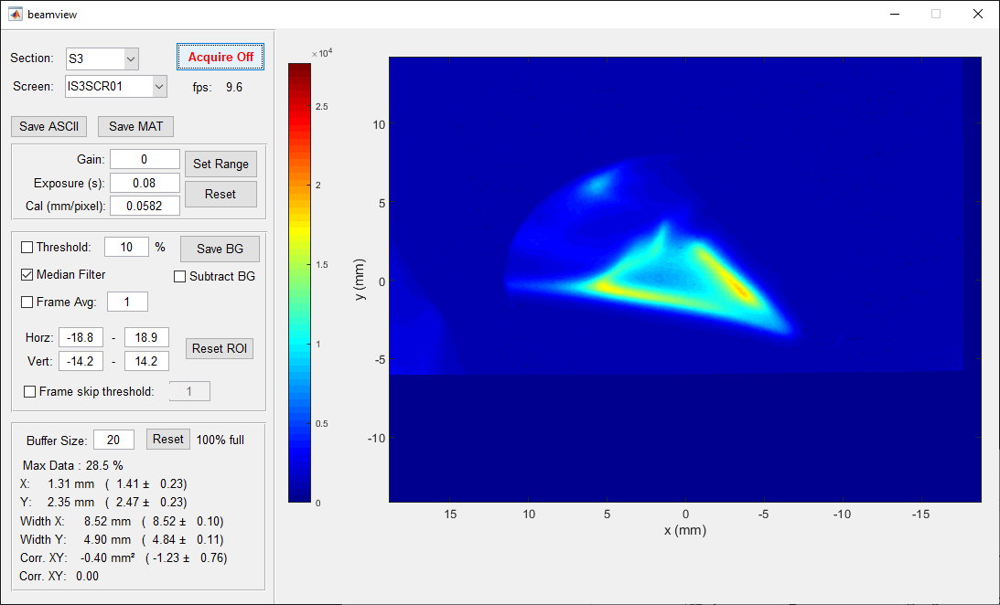 beamview
Section: S3
Acquire Off
Screen: IS3SCR01
fps: 9.6
Save ASCII Save MAT
Gain: 0
Set Range
Exposure (s): 0.08
Reset
Cal (mm/pixel): 0.0582
Threshold: 10 %
Save BG
Median Filter
Subtract BG
Frame Avg: 1
Horz: -18.8 - 18.9
Reset ROI
Vert: -14.2 - 14.2
Frame skip threshold: 1
Buffer Size: 20 Reset 100% full
Max Data : 28.5 %
X: 1.31 mm ( 1.41 ± 0.23)
Y: 2.35 mm ( 2.47 ± 0.23)
Width X: 8.52 mm ( 8.52 ± 0.10)
Width Y: 4.90 mm ( 4.84 ± 0.11)
Corr. XY: -0.40 mm² ( -1.23 ± 0.76)
Corr. XY: 0.00
×10⁴
2.5
2
1.5
1
0.5
0
y (mm)
10
5
0
-5
-10
15 10 5 0 -5 -10 -15
x (mm)